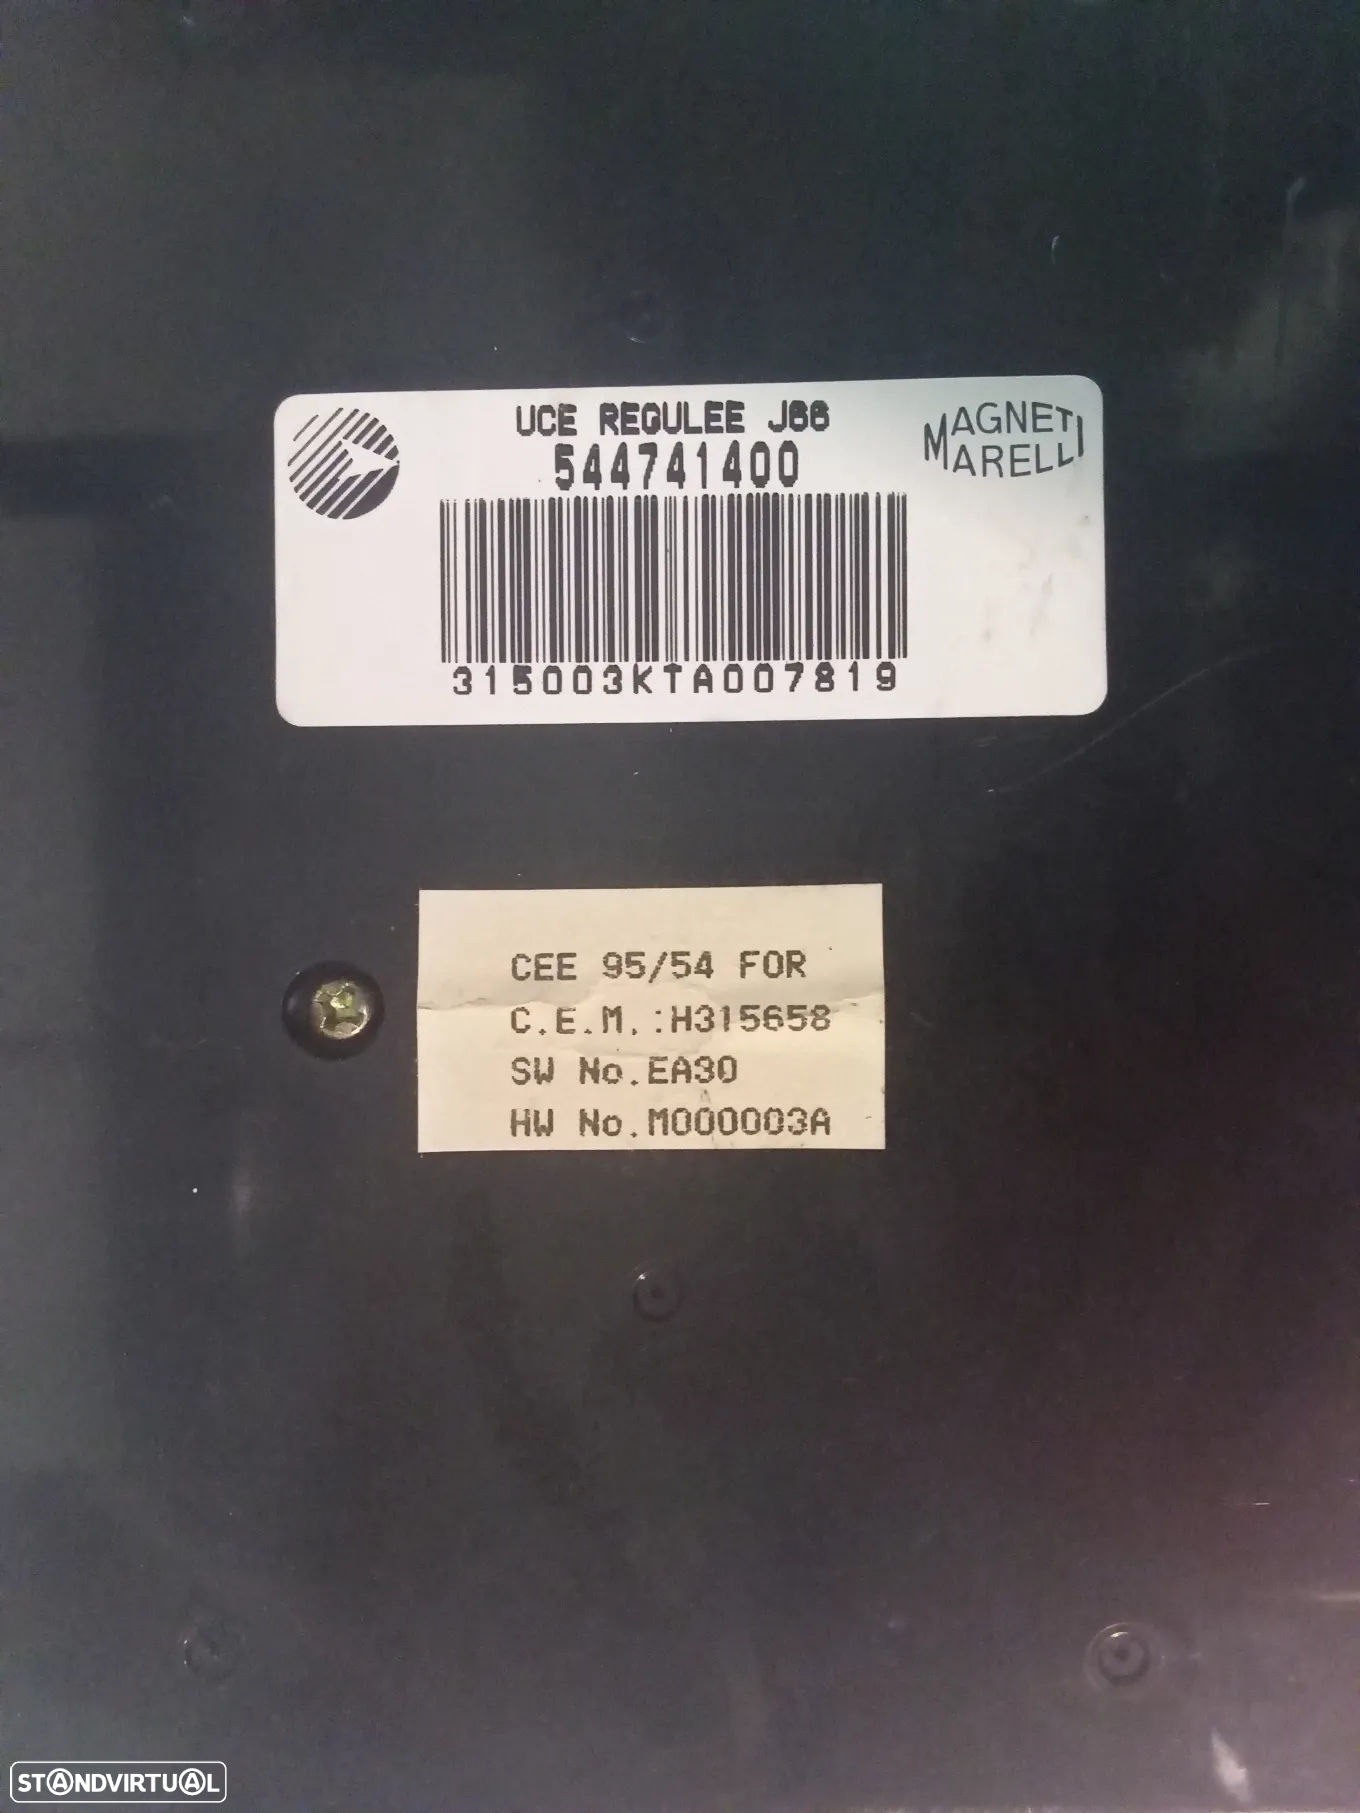 UCE REGULEE J66
544741400
MAGNETI
MARELLI
315003KTA007819
CEE 95/54 FOR
C.E.M.:H315658
SW No.EA30
HW No.M000003A
STANDVIRTUAL